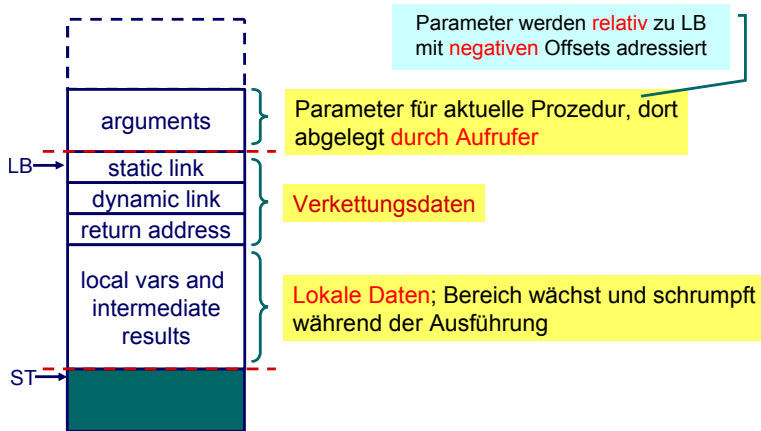 Parameter werden relativ zu LB
mit negativen Offsets adressiert
arguments
Parameter für aktuelle Prozedur, dort
abgelegt durch Aufrufer
LB
static link
dynamic link
return address
Verkettungsdaten
local vars and
intermediate
results
Lokale Daten; Bereich wächst und schrumpft
während der Ausführung
ST